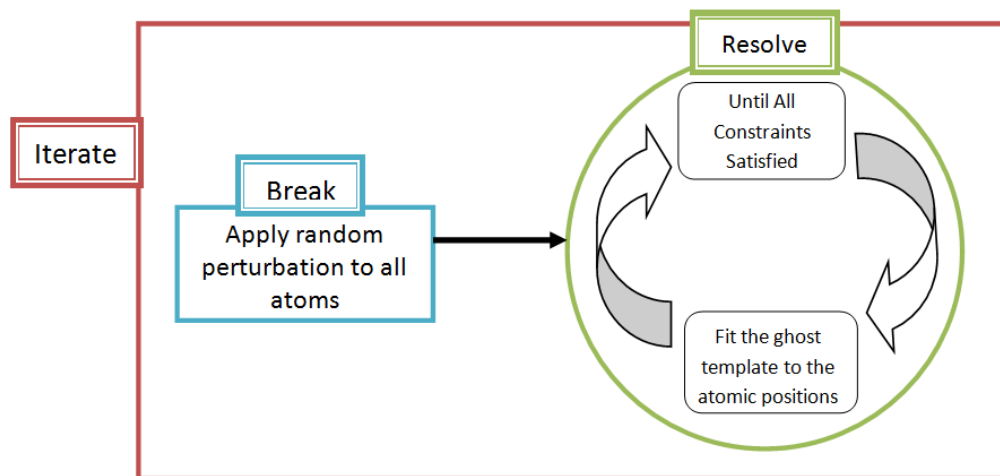 Iterate
Break
Apply random
perturbation to all
atoms
Resolve
Until All
Constraints
Satisfied
Fit the ghost
template to the
atomic positions